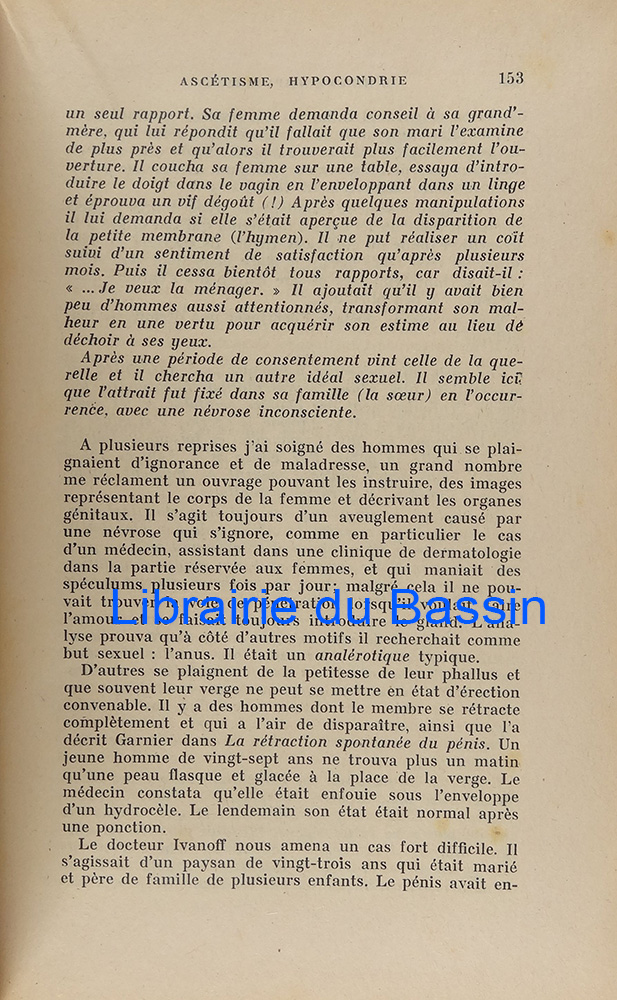 ASCÉTISME, HYPOCONDRIE 153
un seul rapport. Sa femme demanda conseil à sa grand'-
mère, qui lui répondit qu'il fallait que son mari l'examine
de plus près et qu'alors il trouverait plus facilement l'ou-
verture. Il coucha sa femme sur une table, essaya d'intro-
duire le doigt dans le vagin en l'enveloppant dans un linge
et éprouva un vif dégoût (!) Après quelques manipulations
il lui demanda si elle s'était aperçue de la disparition de
la petite membrane (l'hymen). Il ne put réaliser un coït
suivi d'un sentiment de satisfaction qu'après plusieurs
mois. Puis il cessa bientôt tous rapports, car disait-il :
« ... Je veux la ménager. » Il ajoutait qu'il y avait bien
peu d'hommes aussi attentionnés, transformant son mal-
heur en une vertu pour acquérir son estime au lieu de
déchoir à ses yeux.
Après une période de consentement vint celle de la que-
relle et il chercha un autre idéal sexuel. Il semble ici
que l'attrait fut fixé dans sa famille (la sœur) en l'occur-
rence, avec une névrose inconsciente.
A plusieurs reprises j'ai soigné des hommes qui se plai-
gnaient d'ignorance et de maladresse, un grand nombre
me réclament un ouvrage pouvant les instruire, des images
représentant le corps de la femme et décrivant les organes
génitaux. Il s'agit toujours d'un aveuglement causé par
une névrose qui s'ignore, comme en particulier le cas
d'un médecin, assistant dans une clinique de dermatologie
dans la partie réservée aux femmes, et qui maniait des
spéculums plusieurs fois par jour; malgré cela il ne pou-
vait trouver la voie de pénétration lorsqu'il voulait faire
l'amour et se faisait toujours introduire le gland. L'ana-
lyse prouva qu'à côté d'autres motifs il recherchait comme
but sexuel : l'anus. Il était un analérotique typique.
D'autres se plaignent de la petitesse de leur phallus et
que souvent leur verge ne peut se mettre en état d'érection
convenable. Il y a des hommes dont le membre se rétracte
complètement et qui a l'air de disparaître, ainsi que l'a
décrit Garnier dans La rétraction spontanée du pénis. Un
jeune homme de vingt-sept ans ne trouva plus un matin
qu'une peau flasque et glacée à la place de la verge. Le
médecin constata qu'elle était enfouie sous l'enveloppe
d'un hydrocèle. Le lendemain son état était normal après
une ponction.
Le docteur Ivanoff nous amena un cas fort difficile. Il
s'agissait d'un paysan de vingt-trois ans qui était marié
et père de famille de plusieurs enfants. Le pénis avait en-
Librairie du Bassin